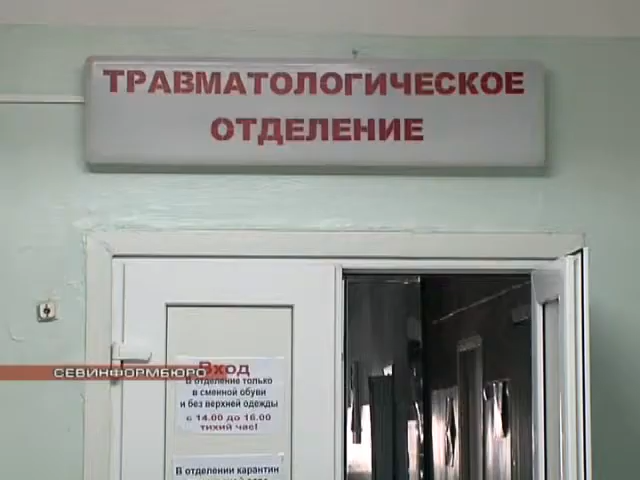 ТРАВМАТОЛОГИЧЕСКОЕ
ОТДЕЛЕНИЕ
СЕВИНФОРМБЮРО
Вход
В отделение только
в сменной обуви
и без верхней одежды
с 14.00 до 16.00
тихий час!
В отделении карантин